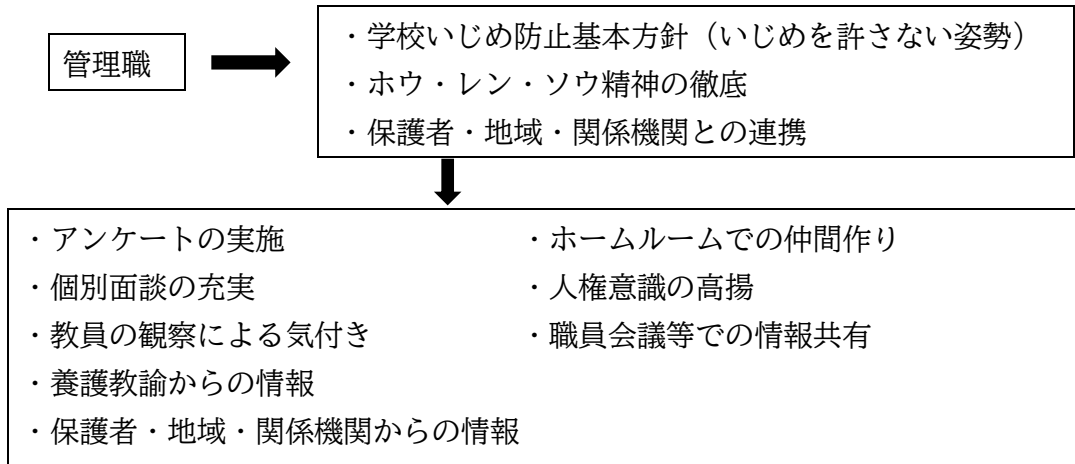 管理職
・学校いじめ防止基本方針（いじめを許さない姿勢）
・ホウ・レン・ソウ精神の徹底
・保護者・地域・関係機関との連携
・アンケートの実施
・個別面談の充実
・教員の観察による気付き
・養護教諭からの情報
・保護者・地域・関係機関からの情報
・ホームルームでの仲間作り
・人権意識の高揚
・職員会議等での情報共有